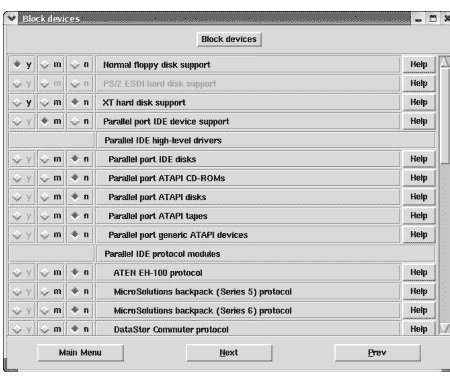 Block devices
Block devices
y m n Normal floppy disk support Help
y m n PS/2 ESDI hard disk support Help
y m n XT hard disk support Help
y m n Parallel port IDE device support Help
Parallel IDE high-level drivers
y m n Parallel port IDE disks Help
y m n Parallel port ATAPI CD-ROMs Help
y m n Parallel port ATAPI disks Help
y m n Parallel port ATAPI tapes Help
y m n Parallel port generic ATAPI devices Help
Parallel IDE protocol modules
y m n ATEN EH-100 protocol Help
y m n MicroSolutions backpack (Series 5) protocol Help
y m n MicroSolutions backpack (Series 6) protocol Help
y m n DataStor Commuter protocol Help
Main Menu Next Prev